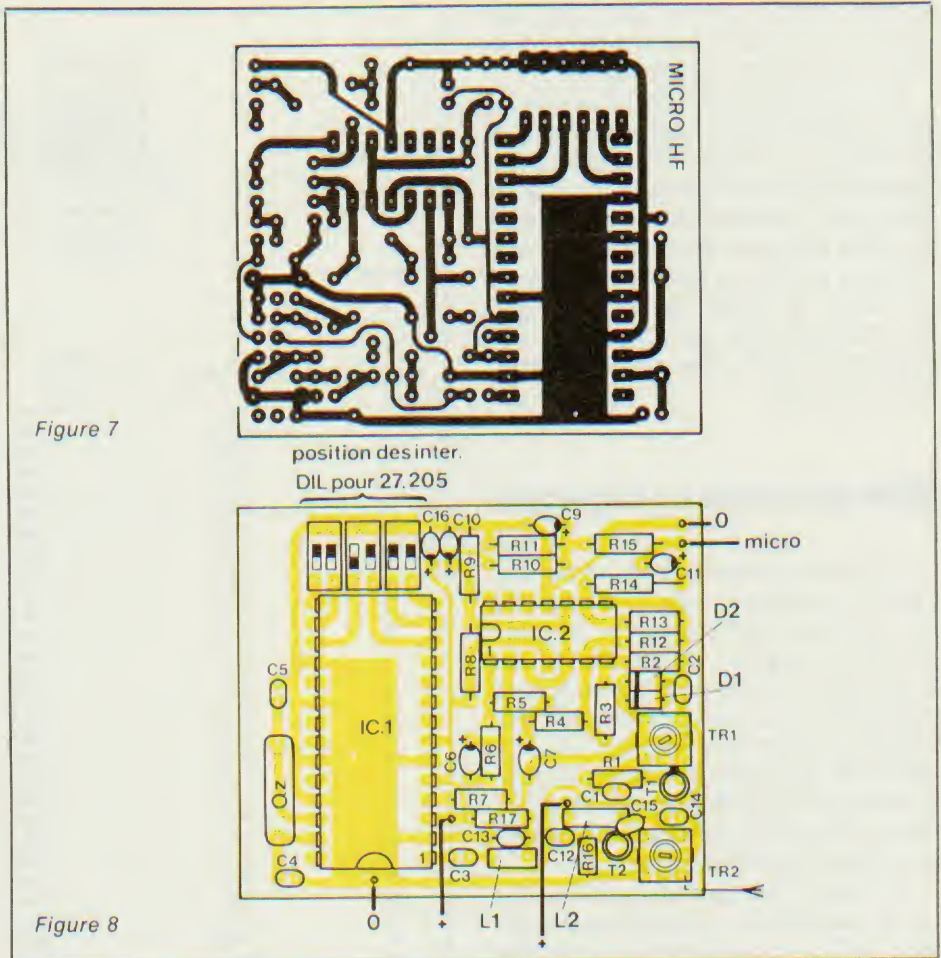 MICRO HF
Figure 7
position des inter.
DIL pour 27.205
C16
C10
C9
0
micro
R9
R11
R10
R15
R14
C11
D2
IC.2
1
R13
R12
R2
C2
D1
C5
R8
R5
R4
R3
IC.1
TR1
Qz
C6
R6
C7
R1
T1
R7
C1
C15
C14
R17
C13
C12
R16
T2
TR2
C4
1
C3
0
+
L1
L2
+
Figure 8